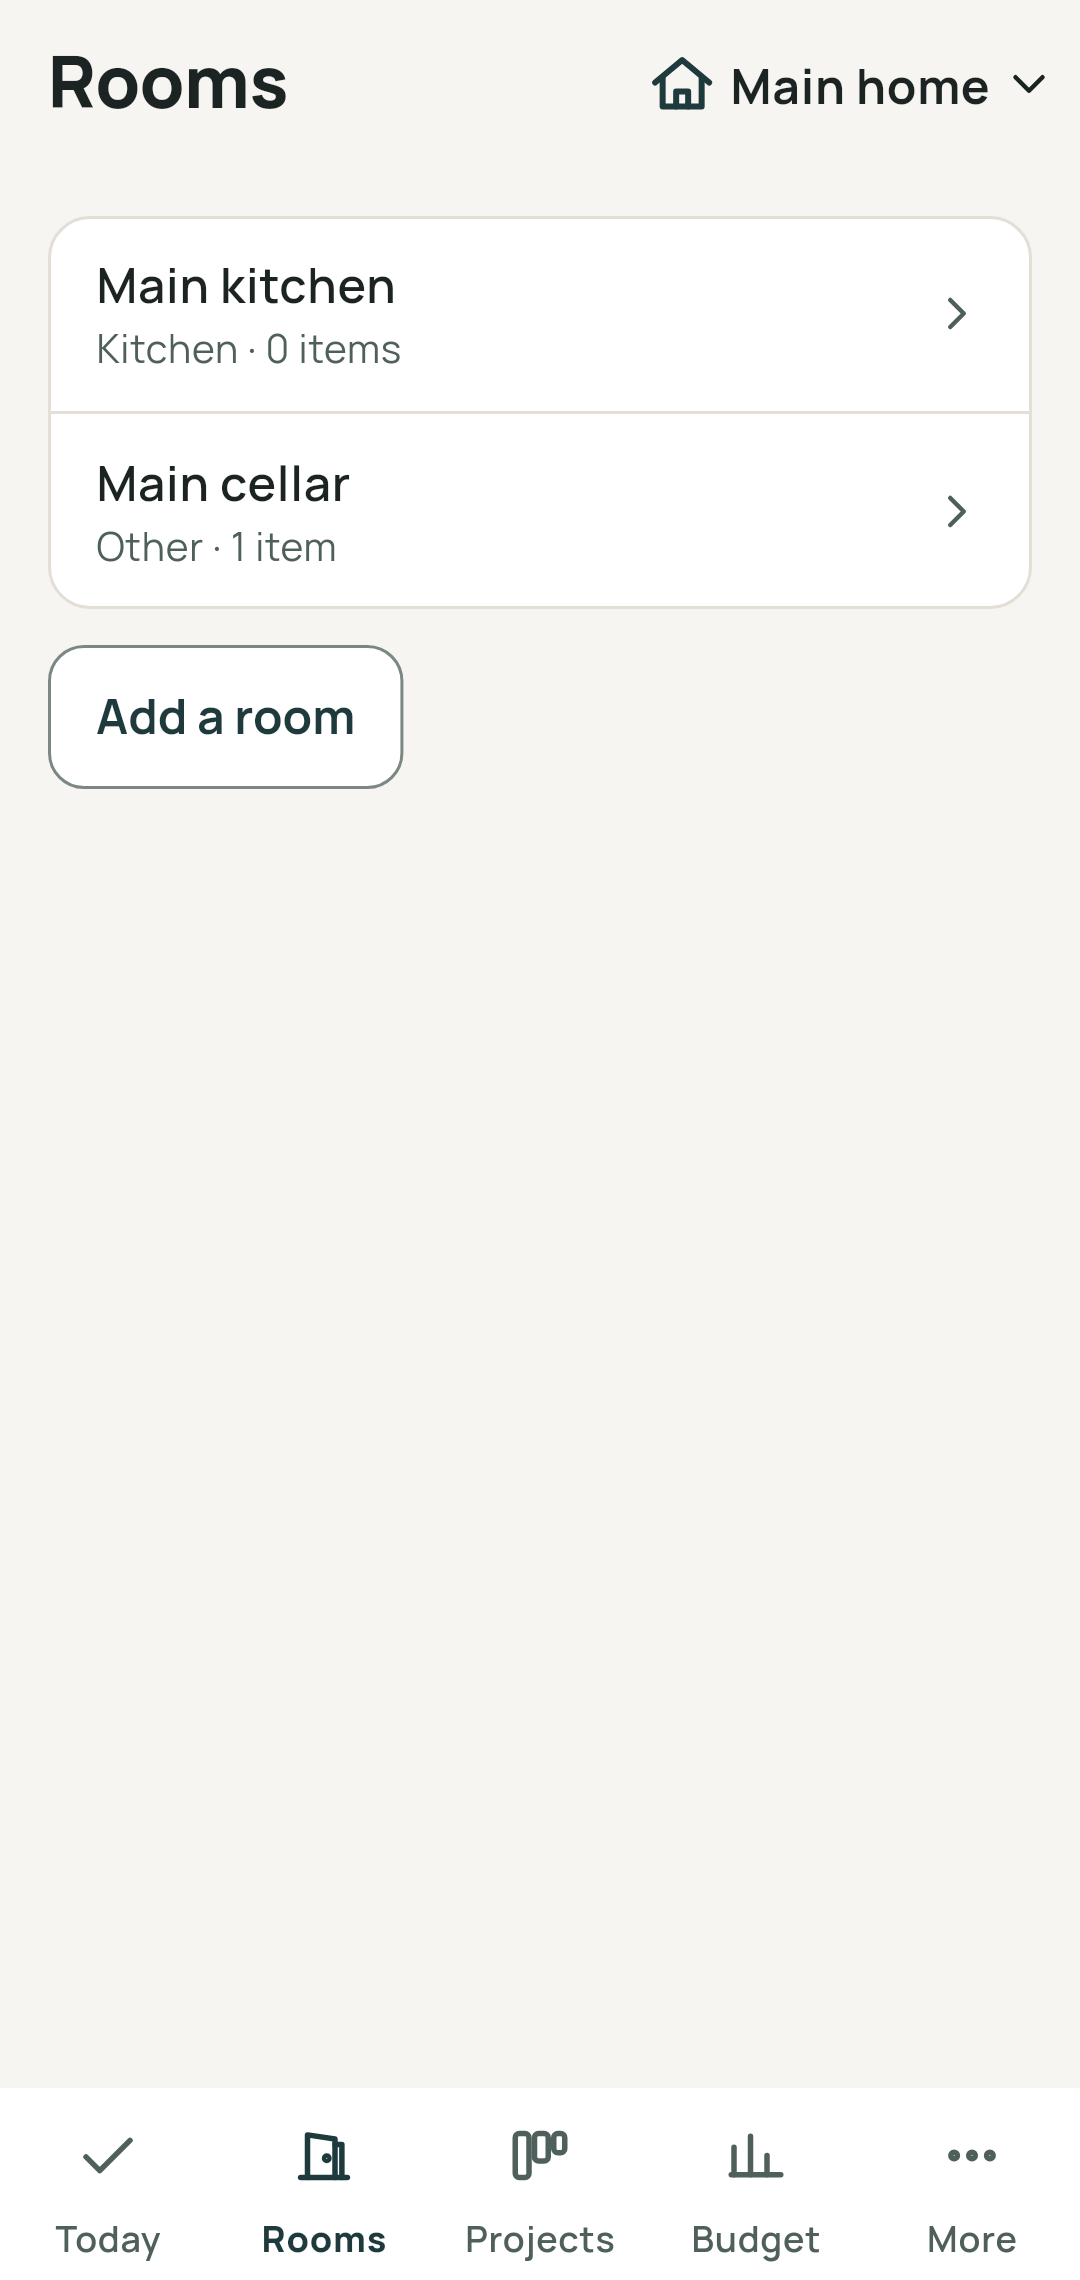 Rooms
Main home
Main kitchen
Kitchen · 0 items
Main cellar
Other · 1 item
Add a room
Today
Rooms
Projects
Budget
More